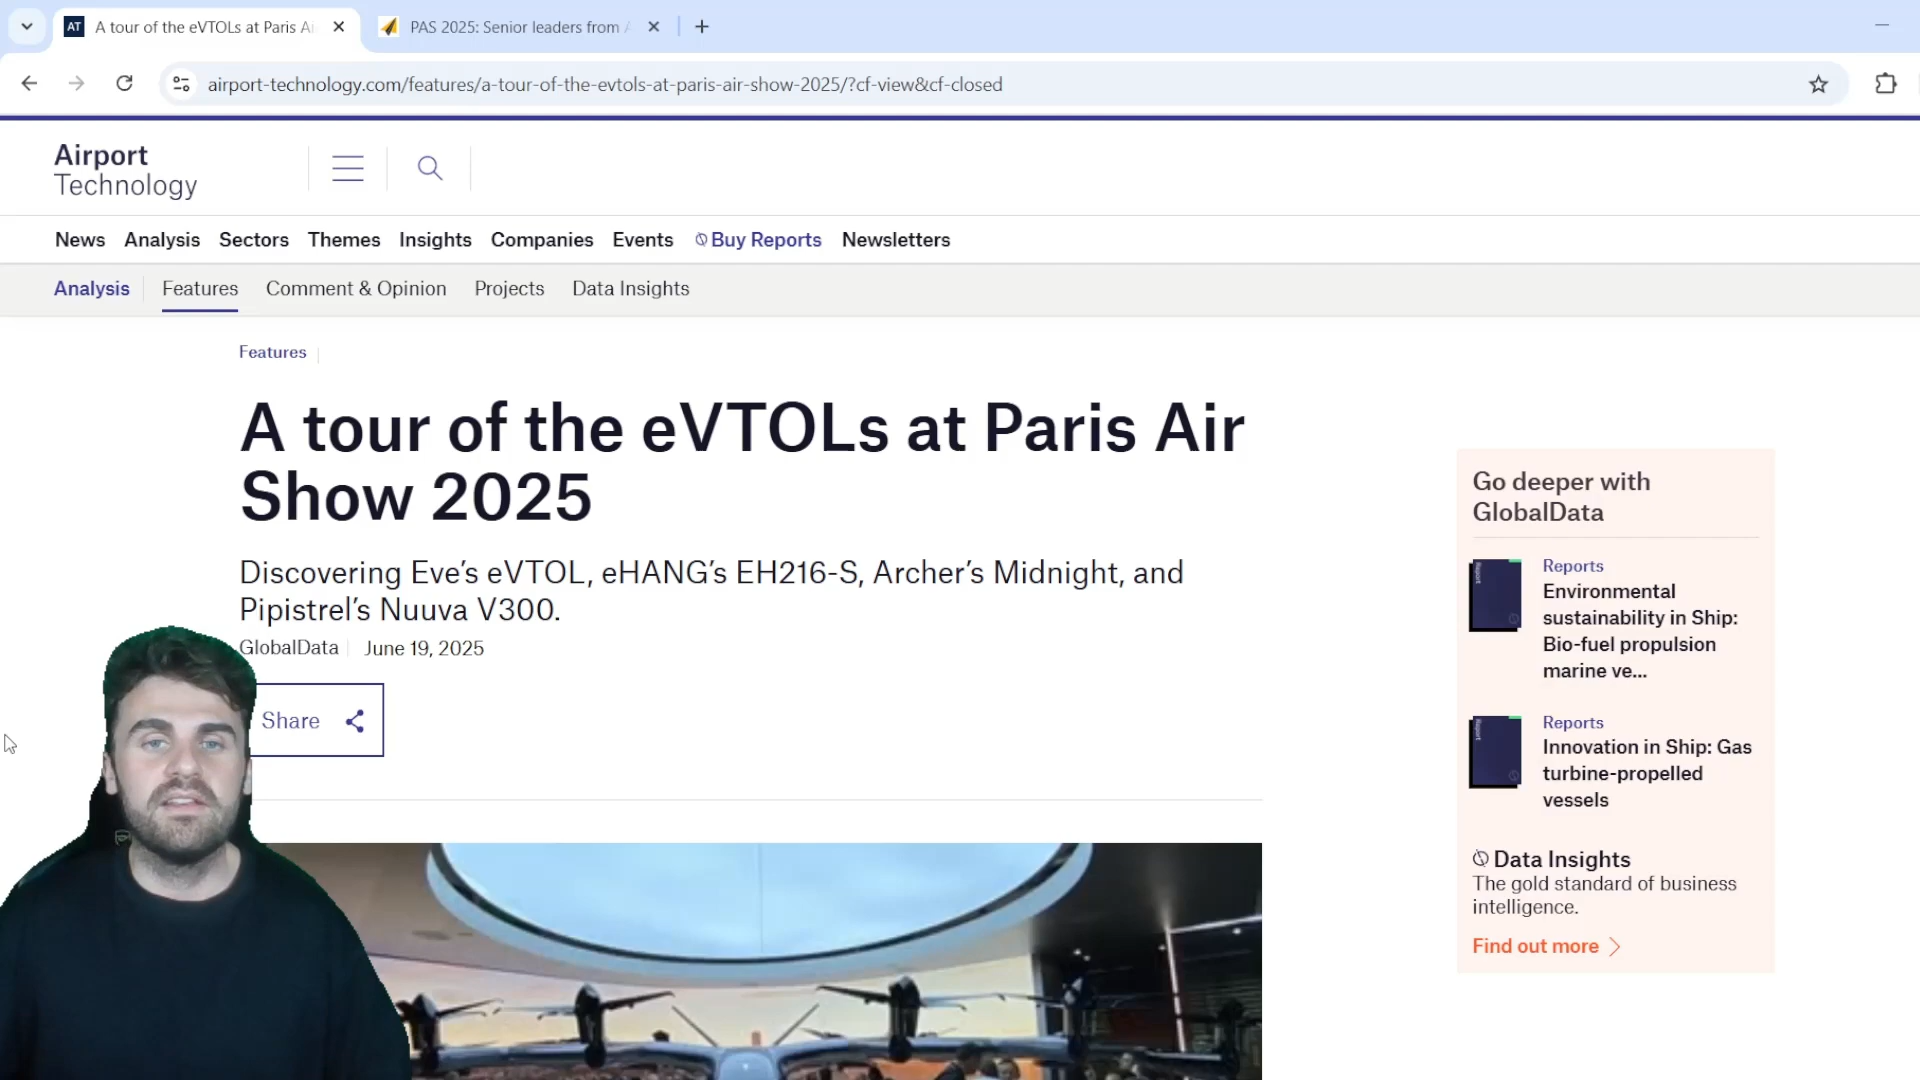 AT A tour of the eVTOLs at Paris Ai
PAS 2025: Senior leaders from A
airport-technology.com/features/a-tour-of-the-evtols-at-paris-air-show-2025/?cf-view&cf-closed
Airport
Technology
News Analysis Sectors Themes Insights Companies Events Buy Reports Newsletters
Analysis Features Comment & Opinion Projects Data Insights
Features
A tour of the eVTOLs at Paris Air
Show 2025
Discovering Eve's eVTOL, eHANG's EH216-S, Archer's Midnight, and
Pipistrel's Nuuva V300.
GlobalData June 19, 2025
Share
Go deeper with
GlobalData
Report
Reports
Environmental
sustainability in Ship:
Bio-fuel propulsion
marine ve...
Report
Reports
Innovation in Ship: Gas
turbine-propelled
vessels
Data Insights
The gold standard of business
intelligence.
Find out more